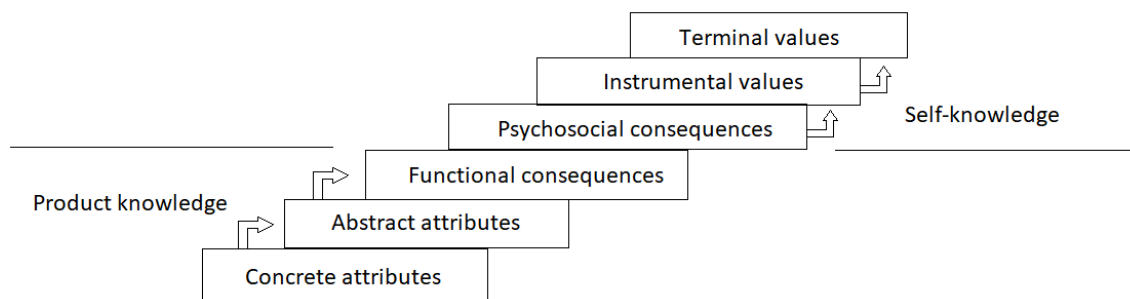 Terminal values
Instrumental values
Self-knowledge
Psychosocial consequences
Functional consequences
Product knowledge
Abstract attributes
Concrete attributes